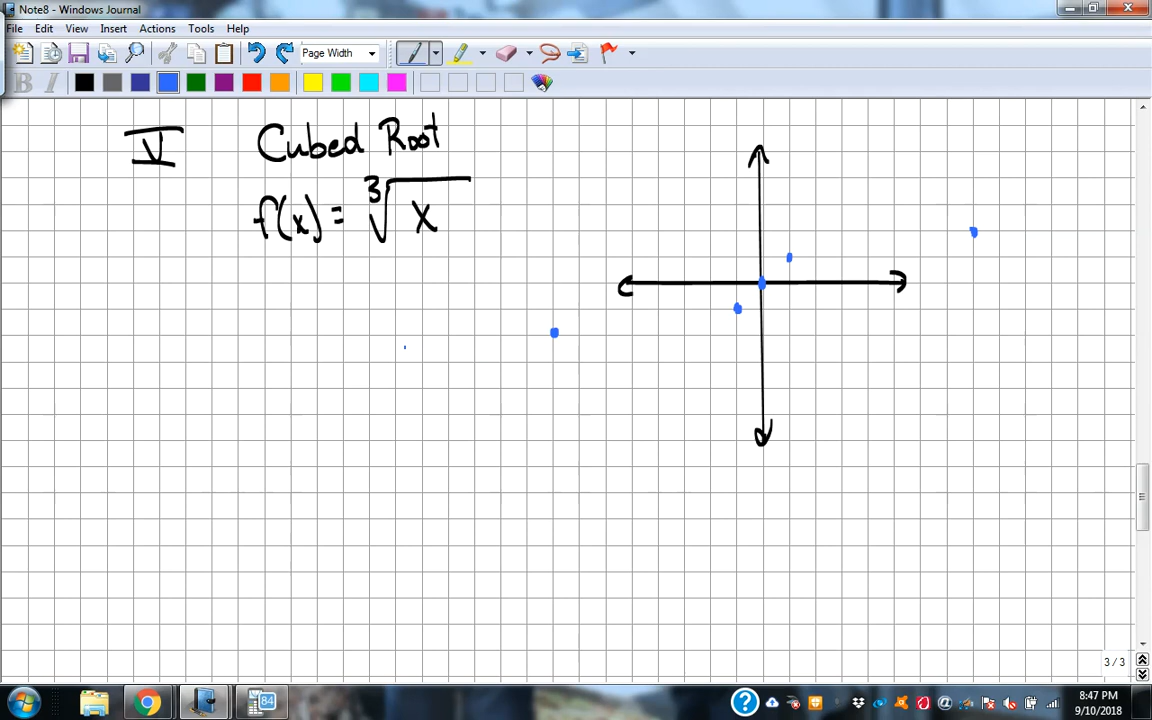 Note8 - Windows Journal
File Edit View Insert Actions Tools Help
Page Width
B I
V Cubed Root
f(x) = ∛x
3 / 3
84
8:47 PM
9/10/2018